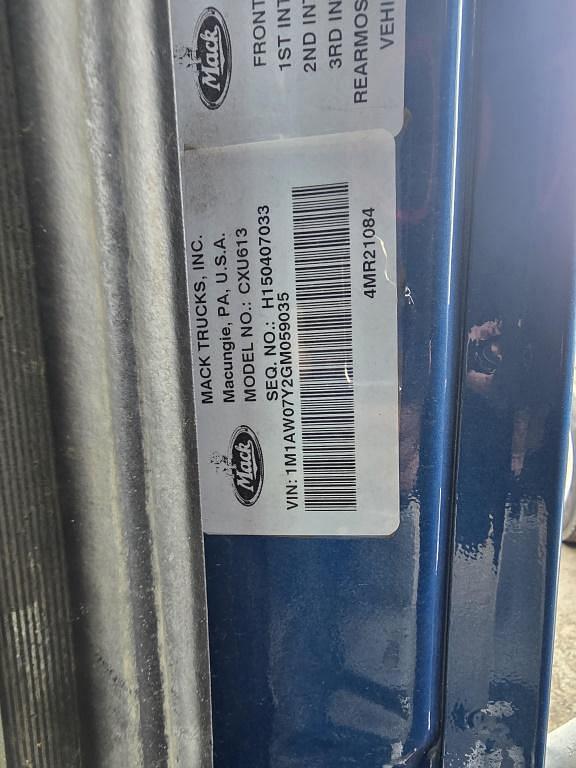 Mack
FRONT
1ST INT
2ND INT
3RD IN
REARMOS
VEHI
MACK TRUCKS, INC.
Macungie, PA, U.S.A.
MODEL NO.: CXU613
SEQ. NO.: H150407033
Mack
VIN: 1M1AW07Y2GM059035
4MR21084